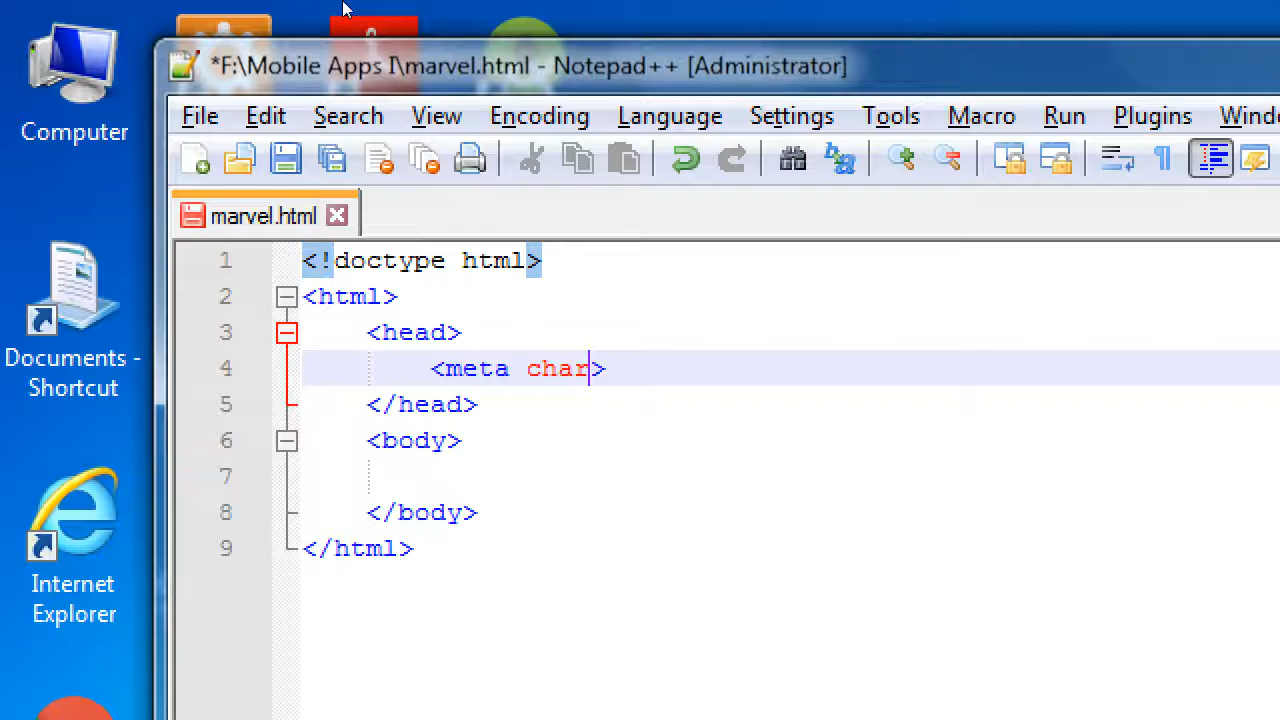 *F:\Mobile Apps I\marvel.html - Notepad++ [Administrator]
File Edit Search View Encoding Language Settings Tools Macro Run Plugins
marvel.html
1 <!doctype html>
2 <html>
3 <head>
4 <meta char>
5 </head>
6 <body>
7
8 </body>
9 </html>
Computer
Documents -
Shortcut
Internet
Explorer